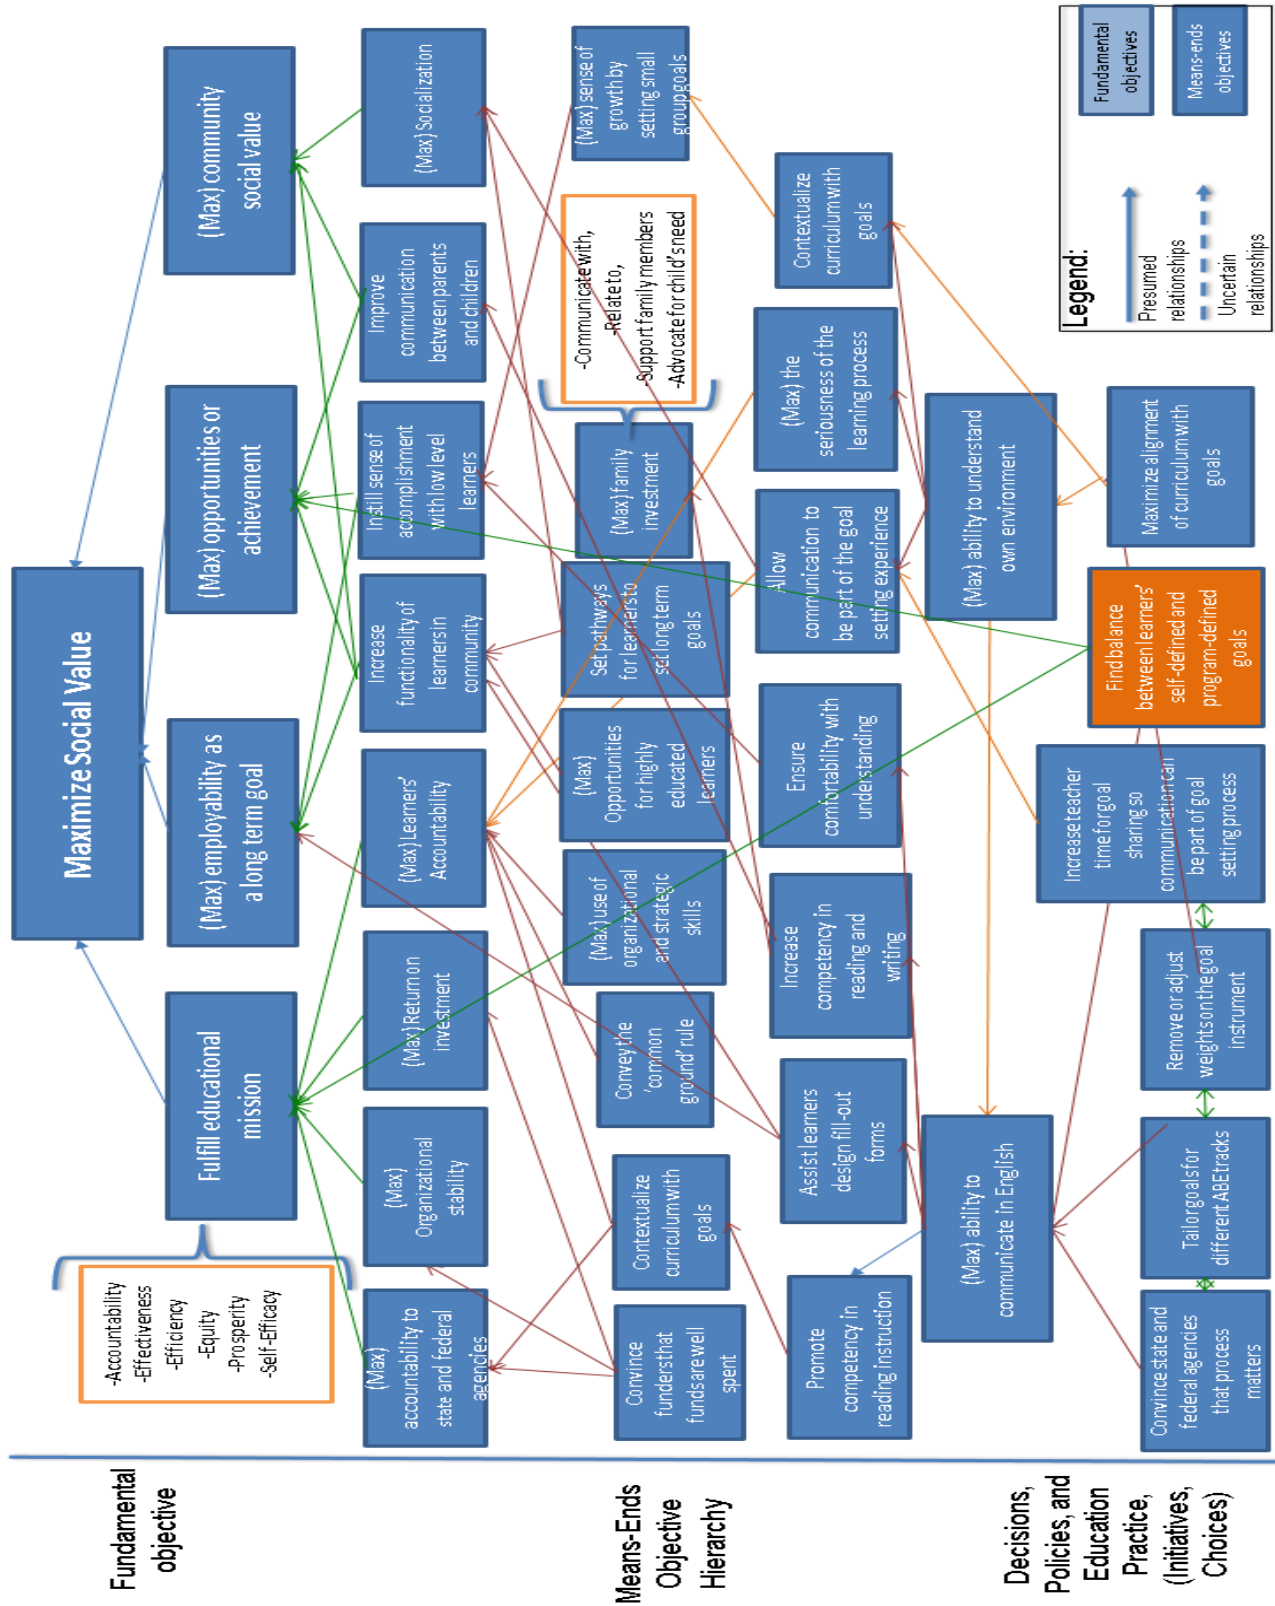 Fundamental
objective
-Accountability
-Effectiveness
-Efficiency
-Equity
-Prosperity
-Self-Efficacy
Maximize Social Value
Fulfill educational
mission
(Max) employability as
a long term goal
(Max) opportunities or
achievement
(Max) community
social value
Means-Ends
Objective
Hierarchy
(Max)
accountability to
state and federal
agencies
(Max)
Organizational
stability
(Max) Return on
investment
(Max) Learners'
Accountability
Increase
functionality of
learners in
community
Instill sense of
accomplishment
with low level
learners
Improve
communication
between parents
and children
(Max) Socialization
Convince
funders that
funds are well
spent
Contextualize
curriculum with
goals
Convey the
'common
ground' rule
(Max) use of
organizational
and strategic
skills
(Max)
Opportunities
for highly
educated
learners
Set pathways
for learners to
set long term
goals
(Max) family
investment
-Communicate with,
-Relate to,
-Support family members
-Advocate for child's need
(Max) sense of
growth by
setting small
group goals
Promote
competency in
reading instruction
Assist learners
design fill-out
forms
Increase
competency in
reading and
writing
Ensure
comfortability with
understanding
Allow
communication to
be part of the goal
setting experience
(Max) the
seriousness of the
learning process
Contextualize
curriculum with
goals
(Max) ability to
communicate in English
(Max) ability to understand
own environment
Decisions,
Policies, and
Education
Practice,
(Initiatives,
Choices)
Convince state and
federal agencies
that process
matters
Tailor goals for
different ABE tracks
Remove or adjust
weights on the goal
instrument
Increase teacher
time for goal
sharing so
communication can
be part of goal
setting process
Find balance
between learners'
self-defined and
program-defined
goals
Maximize alignment
of curriculum with
goals
Legend:
Presumed
relationships
Uncertain
relationships
Fundamental
objectives
Means-ends
objectives